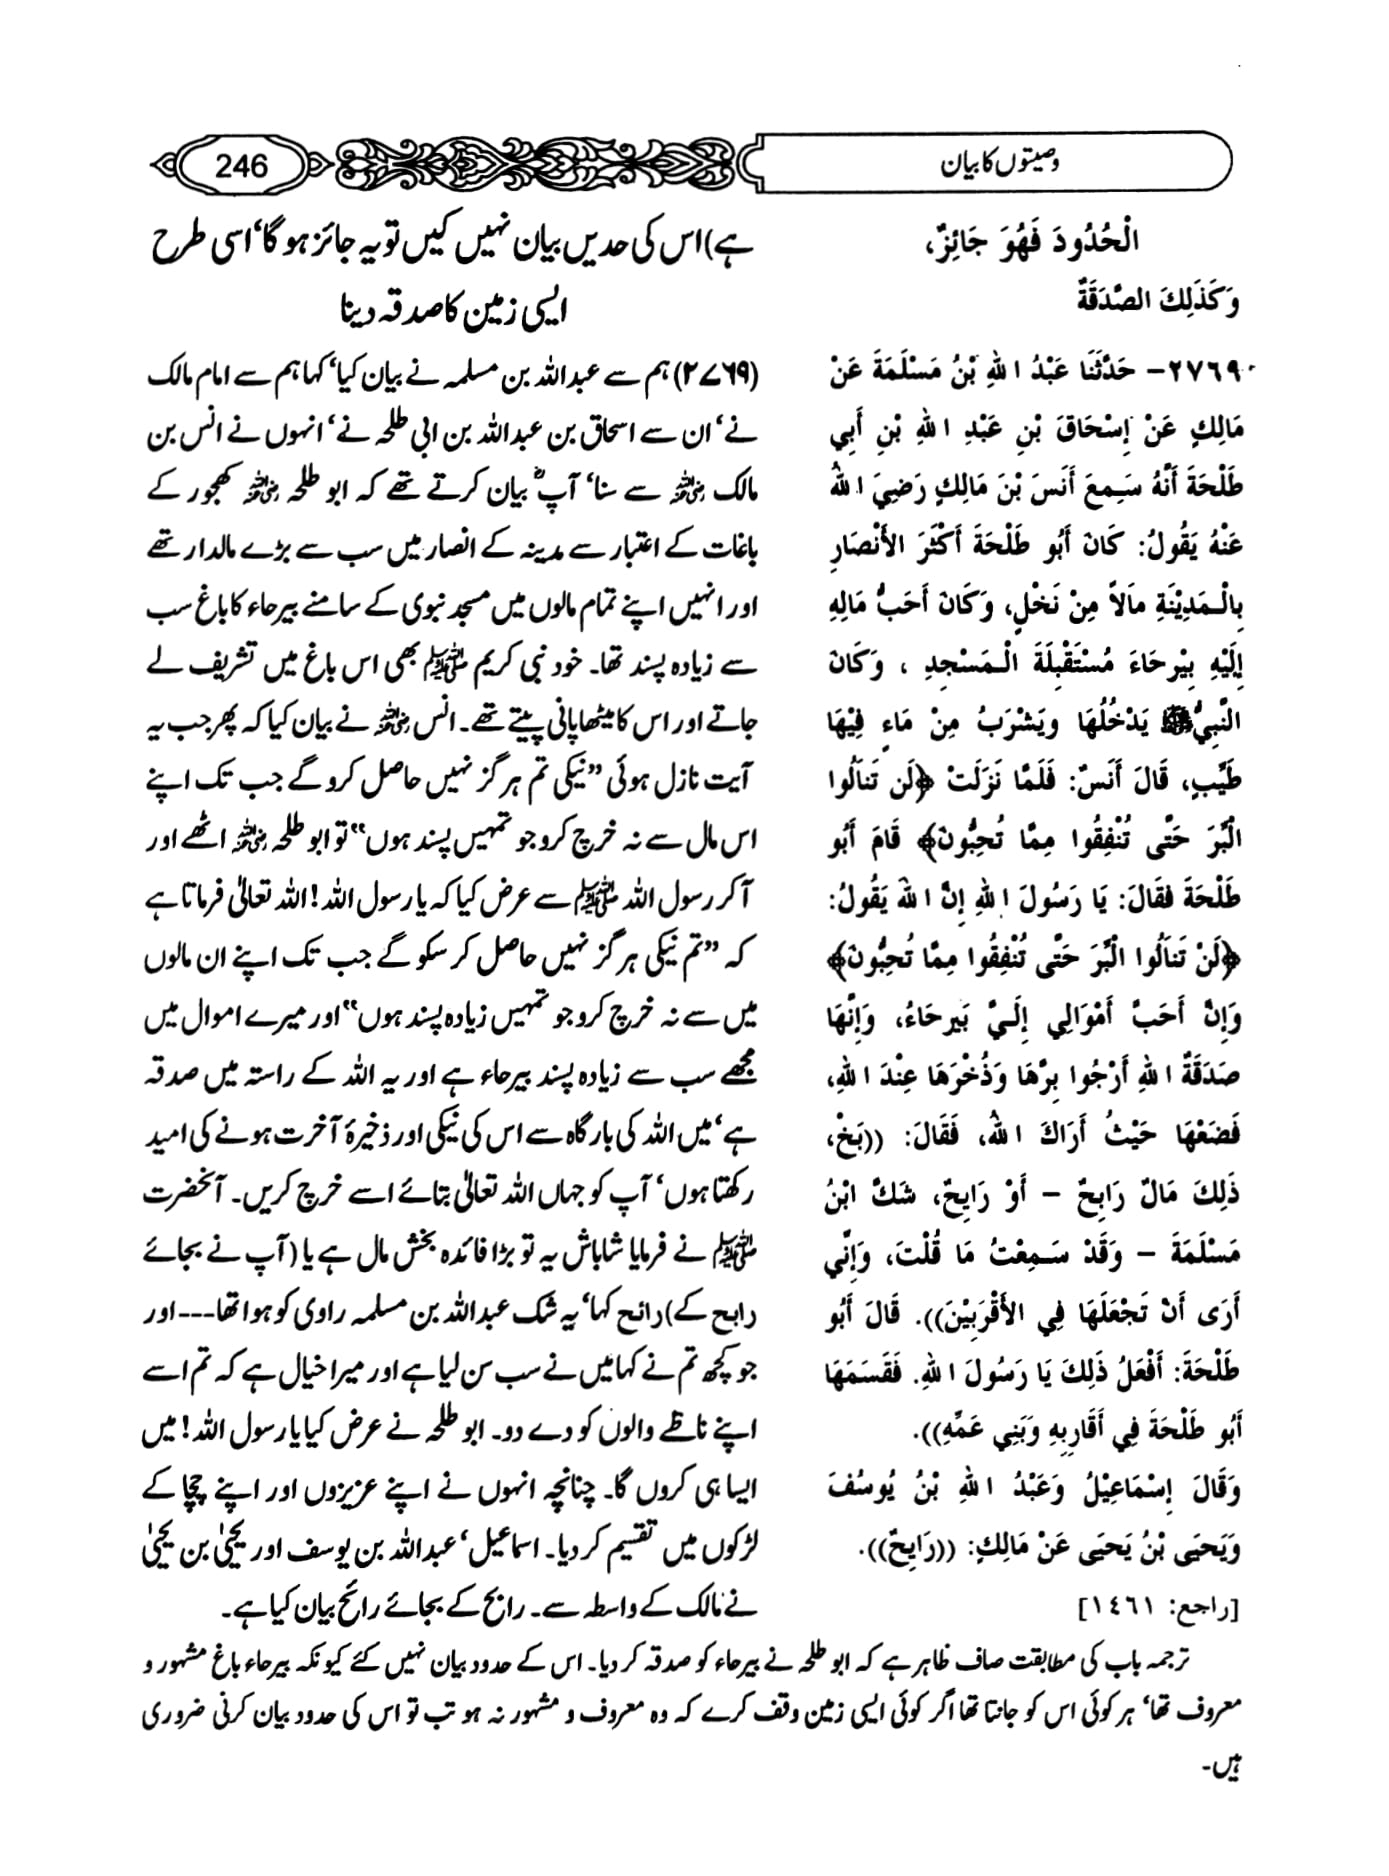 وصیتوں کا بیان
246
الْحُدُودَ فَهُوَ جَائِزٌ،
وَكَذَلِكَ الصَّدَقَةُ
٢٧٦٩- حَدَّثَنَا عَبْدُ اللهِ بْنُ مَسْلَمَةَ عَنْ
مَالِكٍ عَنْ إِسْحَاقَ بْنِ عَبْدِ اللهِ بْنِ أَبِي
طَلْحَةَ أَنَّهُ سَمِعَ أَنَسَ بْنَ مَالِكٍ رَضِيَ اللهُ
عَنْهُ يَقُولُ: كَانَ أَبُو طَلْحَةَ أَكْثَرَ الأَنْصَارِ
بِالْمَدِيْنَةِ مَالاً مِنْ نَخْلٍ، وَكَانَ أَحَبُّ مَالِهِ
إِلَيْهِ بِيْرَحَاءَ مُسْتَقْبِلَةَ الْمَسْجِدِ ، وَكَانَ
النَّبِيُّ ﷺ يَدْخُلُهَا وَيَشْرَبُ مِنْ مَاءٍ فِيْهَا
طَيِّبٍ، قَالَ أَنَسٌ: فَلَمَّا نَزَلَتْ ﴿لَن تَنَالُوا
الْبِرَّ حَتَّى تُنْفِقُوا مِمَّا تُحِبُّونَ﴾ قَامَ أَبُو
طَلْحَةَ فَقَالَ: يَا رَسُولَ اللهِ إِنَّ اللهَ يَقُولُ:
﴿لَنْ تَنَالُوا الْبِرَّ حَتَّى تُنْفِقُوا مِمَّا تُحِبُّونَ﴾
وَإِنَّ أَحَبَّ أَمْوَالِي إِلَيَّ بَيرحَاءُ، وَإِنَّهَا
صَدَقَةٌ اللهِ أَرْجُوا بِرَّهَا وَذُخْرَهَا عِنْدَ اللهِ،
فَضَعْهَا حَيْثُ أَرَاكَ اللهُ، فَقَالَ: ((بَخْ،
ذَلِكَ مَالٌ رَابِحٌ – أَوْ رَايِحٌ، شَكَّ ابْنُ
مَسْلَمَةَ – وَقَدْ سَمِعْتُ مَا قُلْتَ، وَإِنِّي
أَرَى أَنْ تَجْعَلَهَا فِي الأَقْرَبِيْنَ)). قَالَ أَبُو
طَلْحَةَ: أَفْعَلُ ذَلِكَ يَا رَسُولَ اللهِ. فَقَسَمَهَا
أَبُو طَلْحَةَ فِي أَقَارِبِهِ وَبَنِي عَمِّهِ)).
وَقَالَ إِسْمَاعِيْلُ وَعَبْدُ اللهِ بْنُ يُوسُفَ
وَيَحيَى بْنُ يَحيَى عَنْ مَالِكٍ: ((رَايِحٌ)).
[راجع: ١٤٦١]
ہے) اس کی حدیں بیان نہیں کیں تو یہ جائز ہو گا‘ اسی طرح
ایسی زمین کا صدقہ دینا
(۲۷۶۹) ہم سے عبداللہ بن مسلمہ نے بیان کیا‘ کہا ہم سے امام مالک
نے‘ ان سے اسحاق بن عبداللہ بن ابی طلحہ نے‘ انہوں نے انس بن
مالک رضی اللہ عنہ سے سنا‘ آپؓ بیان کرتے تھے کہ ابو طلحہ رضی اللہ عنہ کھجور کے
باغات کے اعتبار سے مدینہ کے انصار میں سب سے بڑے مالدار تھے
اور انہیں اپنے تمام مالوں میں مسجد نبوی کے سامنے بیرحاء کا باغ سب
سے زیادہ پسند تھا۔ خود نبی کریم ﷺ بھی اس باغ میں تشریف لے
جاتے اور اس کا میٹھا پانی پیتے تھے۔ انس رضی اللہ عنہ نے بیان کیا کہ پھر جب یہ
آیت نازل ہوئی ”نیکی تم ہرگز نہیں حاصل کرو گے جب تک اپنے
اس مال سے نہ خرچ کرو جو تمہیں پسند ہوں“ تو ابو طلحہ رضی اللہ عنہ اٹھے اور
آکر رسول اللہ ﷺ سے عرض کیا کہ یا رسول اللہ! اللہ تعالیٰ فرماتا ہے
کہ ”تم نیکی ہرگز نہیں حاصل کر سکو گے جب تک اپنے ان مالوں
میں سے نہ خرچ کرو جو تمہیں زیادہ پسند ہوں“ اور میرے اموال میں
مجھے سب سے زیادہ پسند بیرحاء ہے اور یہ اللہ کے راستہ میں صدقہ
ہے‘ میں اللہ کی بارگاہ سے اس کی نیکی اور ذخیرۂ آخرت ہونے کی امید
رکھتا ہوں‘ آپ کو جہاں اللہ تعالیٰ بتائے اسے خرچ کریں۔ آنحضرت
ﷺ نے فرمایا شاباش یہ تو بڑا فائدہ بخش مال ہے یا (آپ نے بجائے
رابح کے) رائح کہا‘ یہ شک عبداللہ بن مسلمہ راوی کو ہوا تھا---اور
جو کچھ تم نے کہا میں نے سب سن لیا ہے اور میرا خیال ہے کہ تم اسے
اپنے ناطے والوں کو دے دو۔ ابو طلحہ نے عرض کیا یا رسول اللہ! میں
ایسا ہی کروں گا۔ چنانچہ انہوں نے اپنے عزیزوں اور اپنے چچا کے
لڑکوں میں تقسیم کر دیا۔ اسماعیل‘ عبداللہ بن یوسف اور یحییٰ بن یحییٰ
نے مالک کے واسطہ سے۔ رابح کے بجائے رائح بیان کیا ہے۔
ترجمہ باب کی مطابقت صاف ظاہر ہے کہ ابو طلحہ نے بیرحاء کو صدقہ کر دیا۔ اس کے حدود بیان نہیں کئے کیونکہ بیرحاء باغ مشہور و
معروف تھا‘ ہر کوئی اس کو جانتا تھا اگر کوئی ایسی زمین وقف کرے کہ وہ معروف و مشہور نہ ہو تب تو اس کی حدود بیان کرنی ضروری
ہیں۔